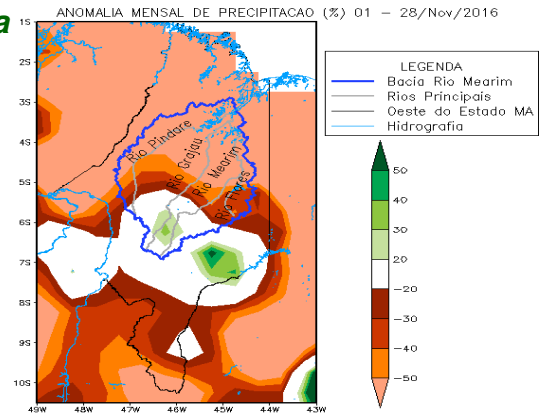 a
ANOMALIA MENSAL DE PRECIPITACAO (%) 01 – 28/Nov/2016
1S
2S
3S
4S
5S
6S
7S
8S
9S
10S
49W 48W 47W 46W 45W 44W 43W
Rio Pindare
Rio Grajau
Rio Mearim
Rio Flores
LEGENDA
Bacia Rio Mearim
Rios Principais
Oeste do Estado MA
Hidrografia
50
40
30
20
−20
−30
−40
−50